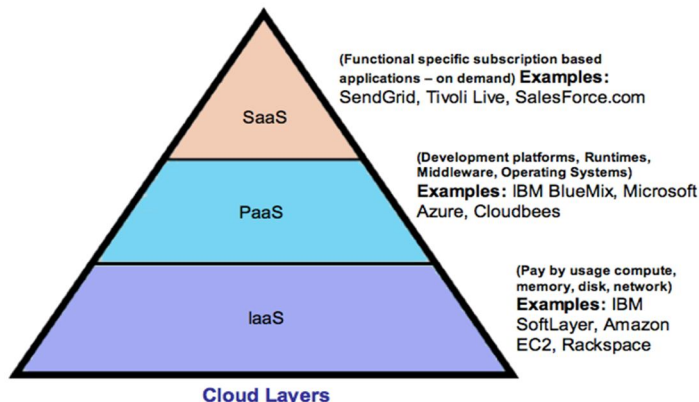 (Functional specific subscription based
applications – on demand) Examples:
SendGrid, Tivoli Live, SalesForce.com
SaaS
(Development platforms, Runtimes,
Middleware, Operating Systems)
Examples: IBM BlueMix, Microsoft
Azure, Cloudbees
PaaS
(Pay by usage compute,
memory, disk, network)
Examples: IBM
SoftLayer, Amazon
EC2, Rackspace
IaaS
Cloud Layers